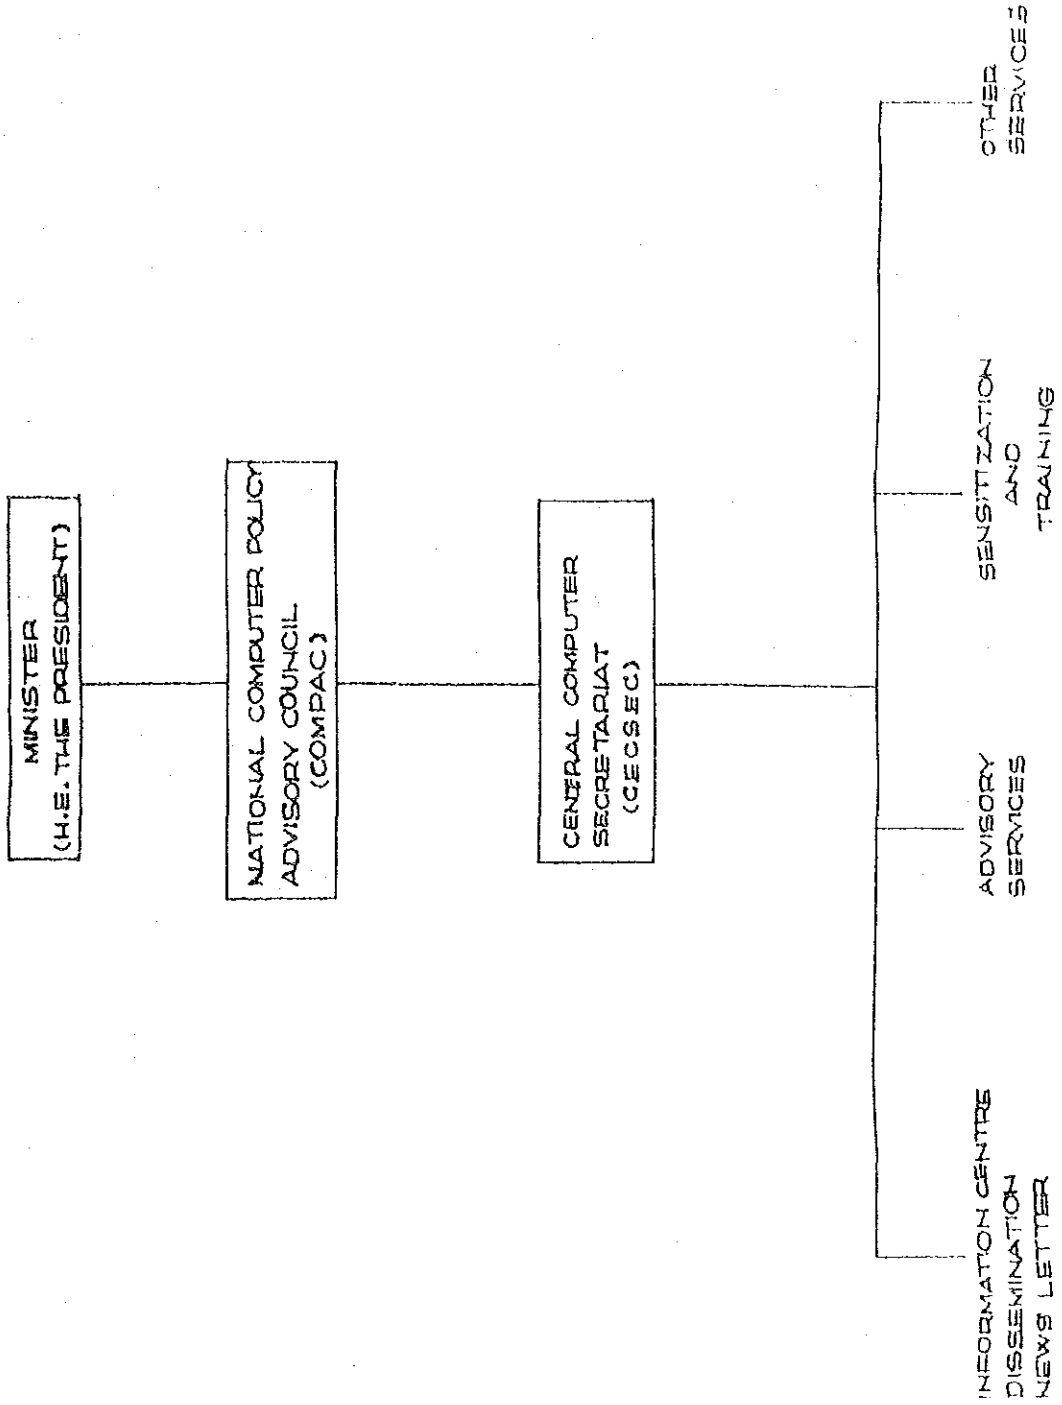 MINISTER
(H.E. THE PRESIDENT)
NATIONAL COMPUTER POLICY
ADVISORY COUNCIL
(COMPAC)
CENTRAL COMPUTER
SECRETARIAT
(CECSEC)
INFORMATION CENTRE
DISSEMINATION
NEWS LETTER
ADVISORY
SERVICES
SENSITIZATION
AND
TRAINING
OTHER
SERVICES